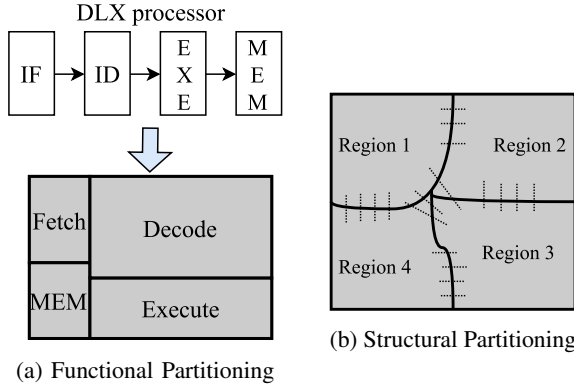 DLX processor
IF
ID
E
X
E
M
E
M
Fetch
Decode
MEM
Execute
(a) Functional Partitioning
Region 1
Region 2
Region 3
Region 4
(b) Structural Partitioning